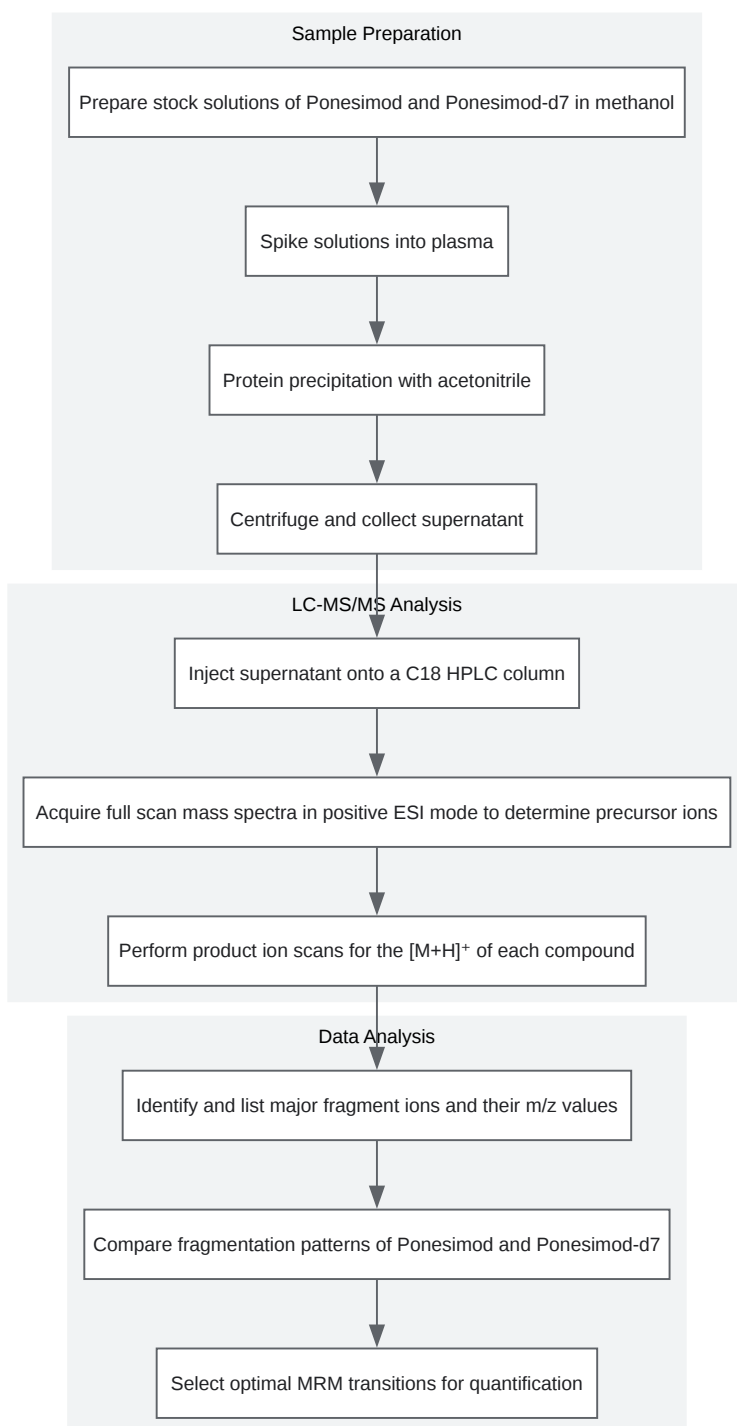 Sample Preparation
Prepare stock solutions of Ponesimod and Ponesimod-d7 in methanol
Spike solutions into plasma
Protein precipitation with acetonitrile
Centrifuge and collect supernatant
LC-MS/MS Analysis
Inject supernatant onto a C18 HPLC column
Acquire full scan mass spectra in positive ESI mode to determine precursor ions
Perform product ion scans for the [M+H]⁺ of each compound
Data Analysis
Identify and list major fragment ions and their m/z values
Compare fragmentation patterns of Ponesimod and Ponesimod-d7
Select optimal MRM transitions for quantification